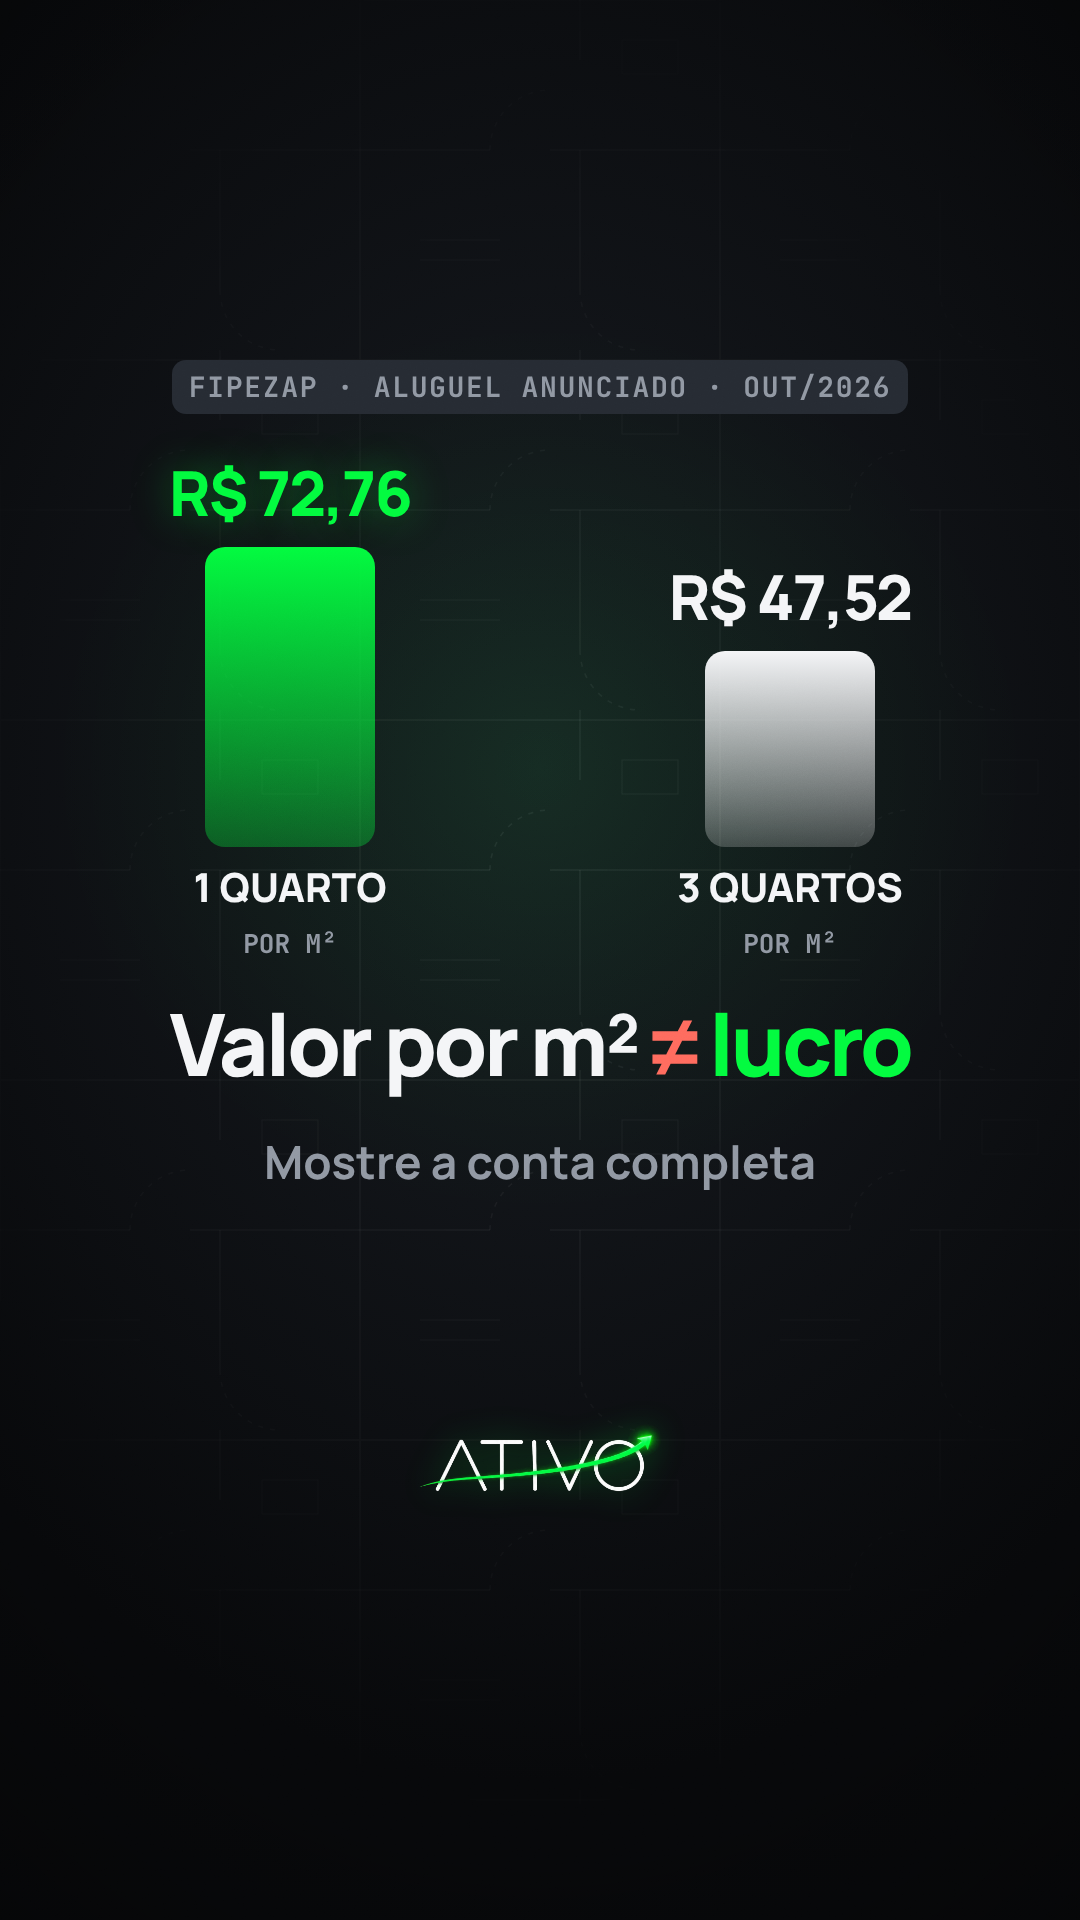 FIPEZAP · ALUGUEL ANUNCIADO · OUT/2026
R$ 72,76
R$ 47,52
1 QUARTO
3 QUARTOS
POR M²
POR M²
Valor por m² ≠ lucro
Mostre a conta completa
ATIVO